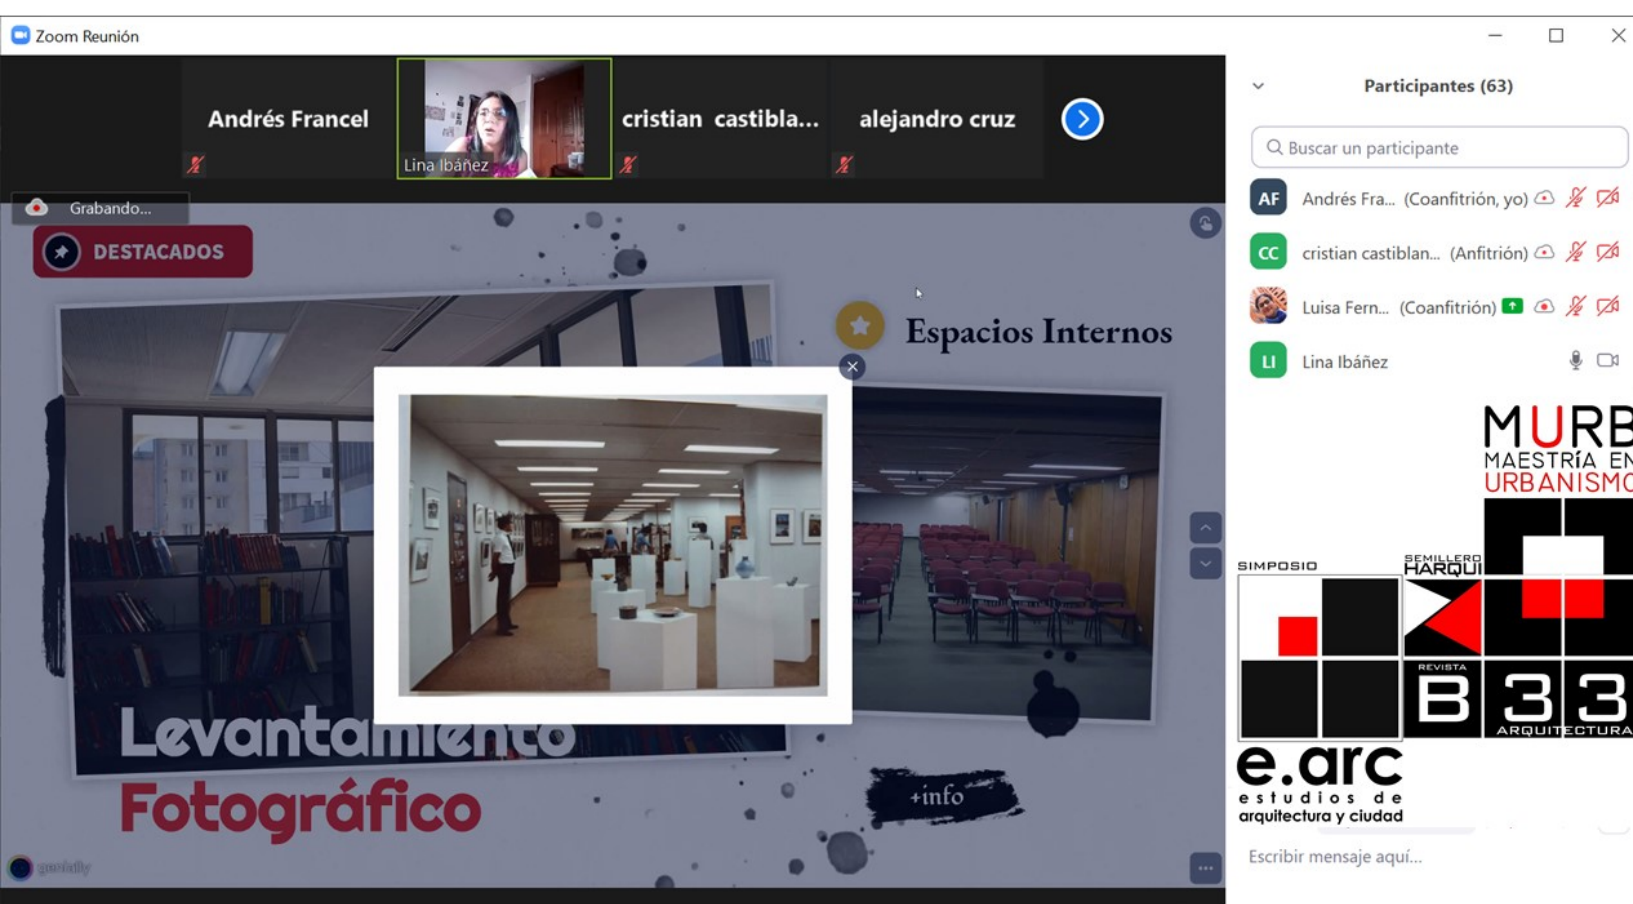 Zoom Reunión
Andrés Francel
Lina Ibáñez
cristian castibla...
alejandro cruz
Grabando...
DESTACADOS
Espacios Internos
Levantamiento
Fotográfico
+info
genially
Participantes (63)
Buscar un participante
AF Andrés Fra... (Coanfitrión, yo)
CC cristian castiblan... (Anfitrión)
Luisa Fern... (Coanfitrión)
LI Lina Ibáñez
MURB
MAESTRíA EN
URBANISMO
SIMPOSIO
SEMILLERO
HARQUI
REVISTA
B33
ARQUITECTURA
e.arc
estudios de
arquitectura y ciudad
Escribir mensaje aquí...